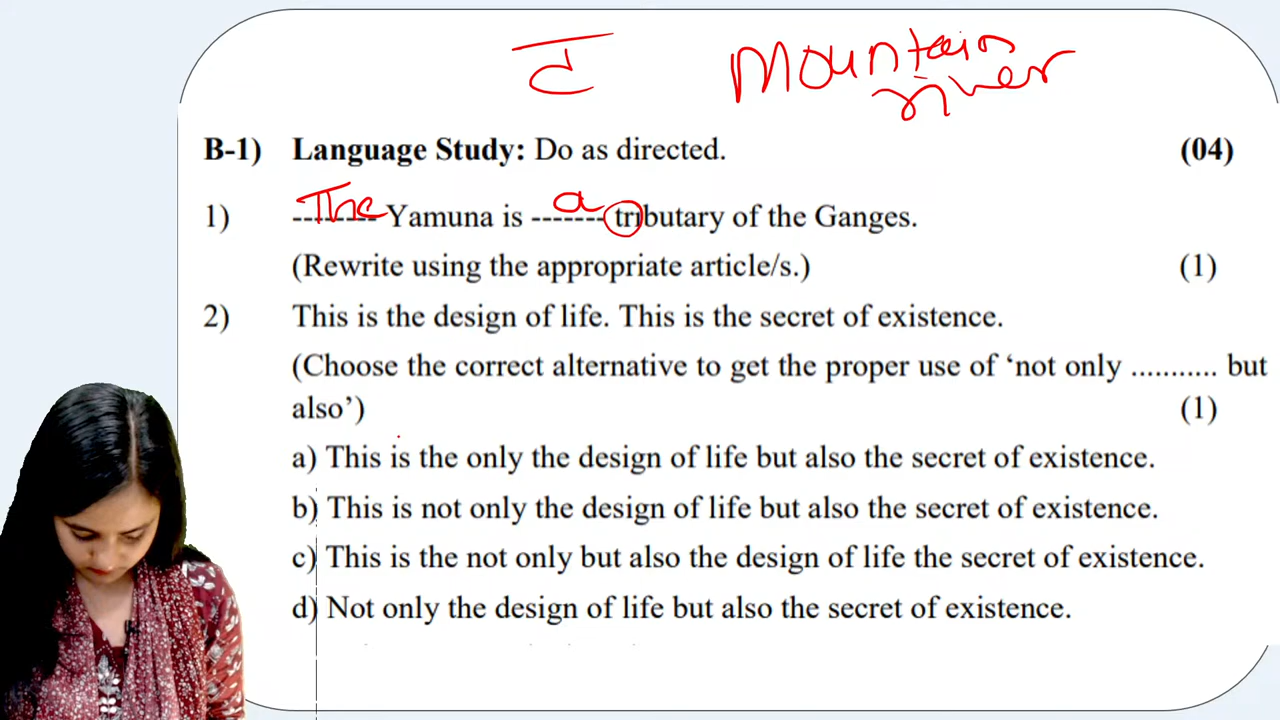 ट mountain
river
B-1) Language Study: Do as directed. (04)
1) The Yamuna is a tributary of the Ganges.
(Rewrite using the appropriate article/s.) (1)
2) This is the design of life. This is the secret of existence.
(Choose the correct alternative to get the proper use of ‘not only ........... but
also’) (1)
a) This is the only the design of life but also the secret of existence.
b) This is not only the design of life but also the secret of existence.
c) This is the not only but also the design of life the secret of existence.
d) Not only the design of life but also the secret of existence.